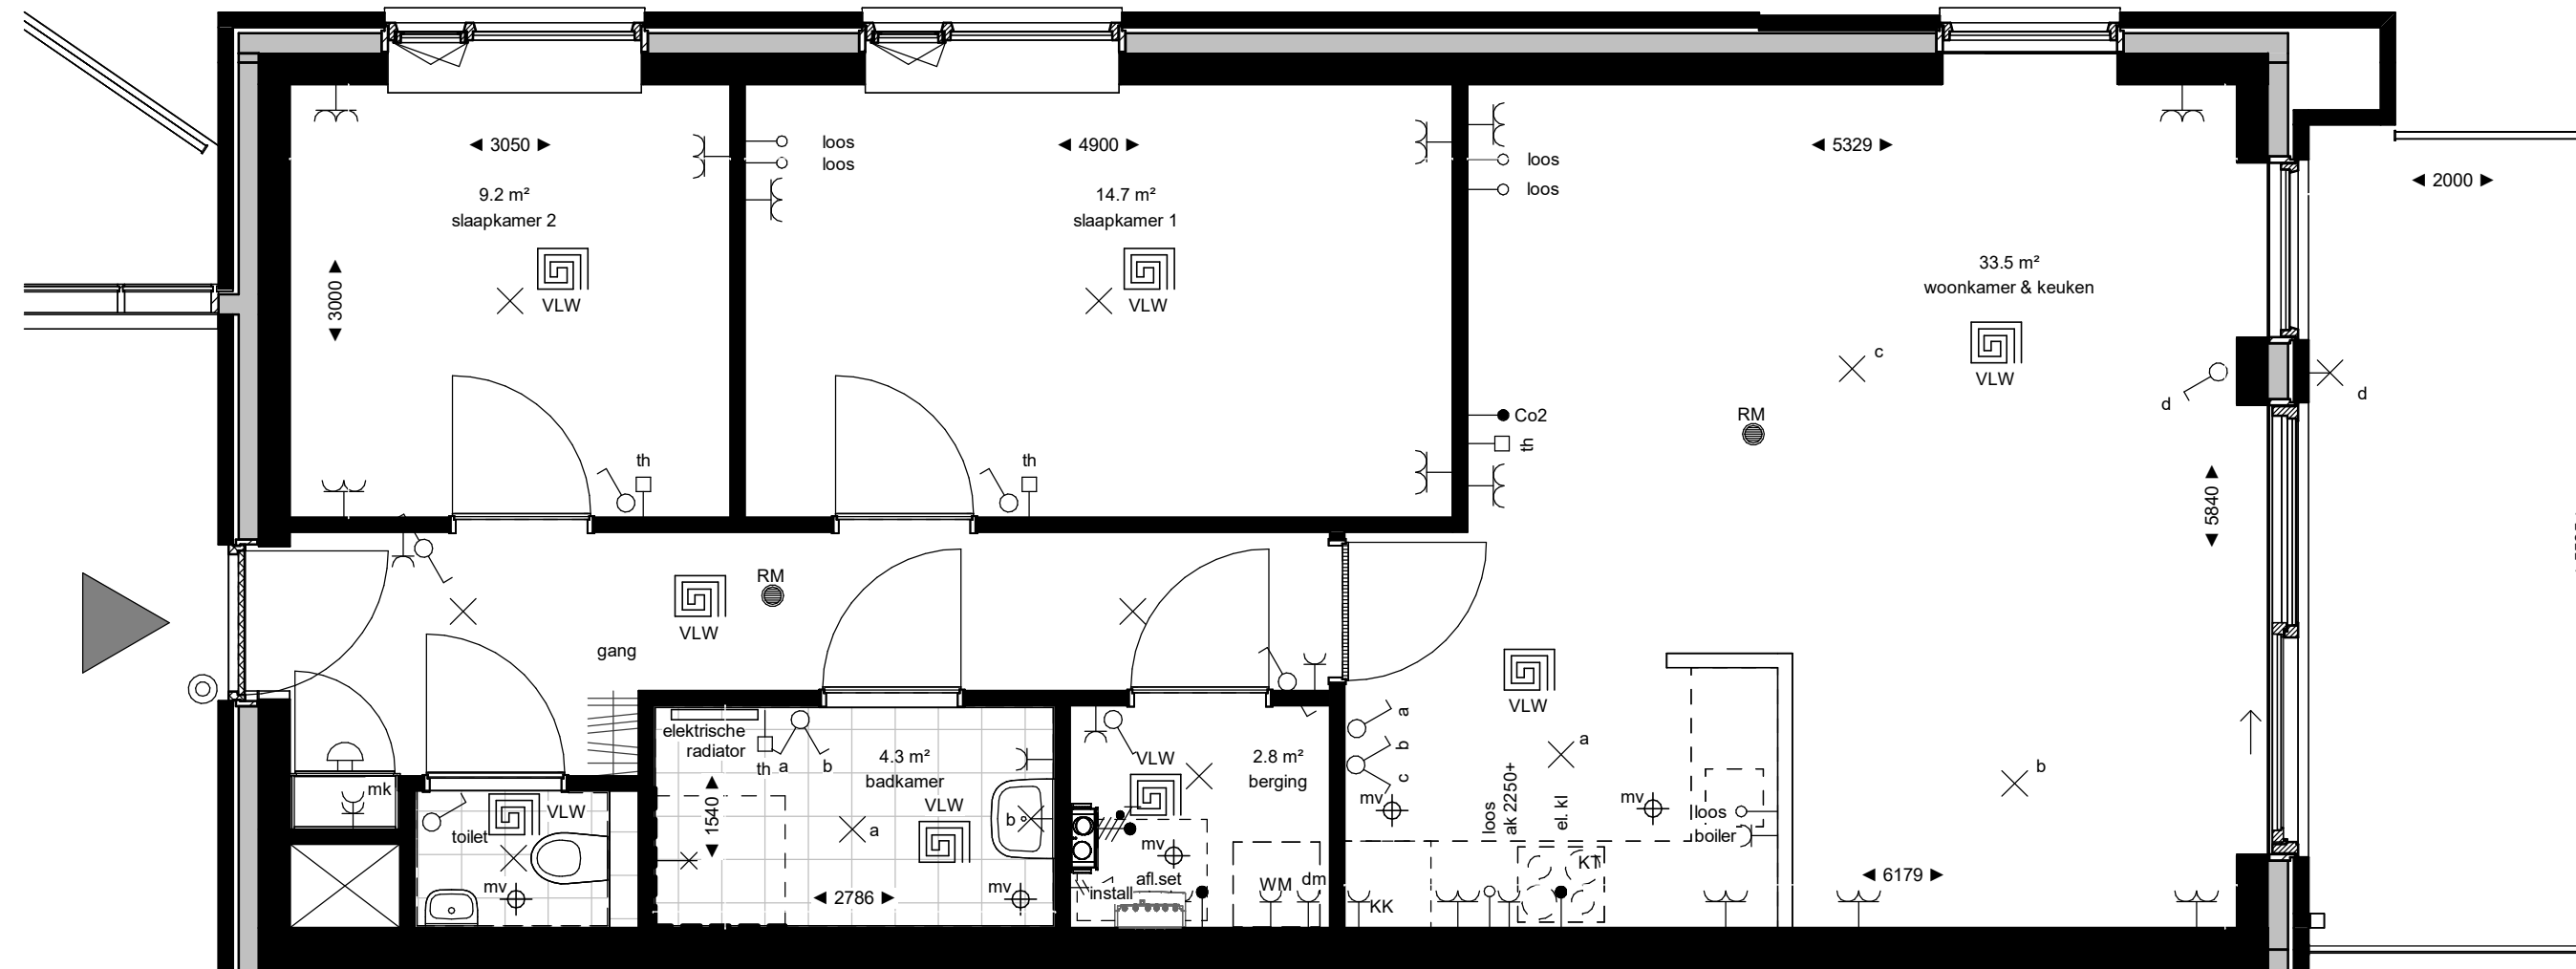 ◄ 3050 ►
9.2 m²
slaapkamer 2
◄ 3000 ►
VLW
th
loos
loos
◄ 4900 ►
14.7 m²
slaapkamer 1
VLW
th
loos
loos
◄ 5329 ►
33.5 m²
woonkamer & keuken
VLW
c
RM
Co2
th
d
d
◄ 2000 ►
◄ 5840 ►
RM
VLW
gang
mk
toilet
VLW
mv
elektrische
radiator
th
a
b
4.3 m²
badkamer
◄ 1540 ►
VLW
a
b
◄ 2786 ►
mv
VLW
2.8 m²
berging
mv
afl.set
install
WM
dm
a
b
c
mv
VLW
a
loos
ak 2250+
el. kl
mv
loos
boiler
KT
KK
b
◄ 6179 ►